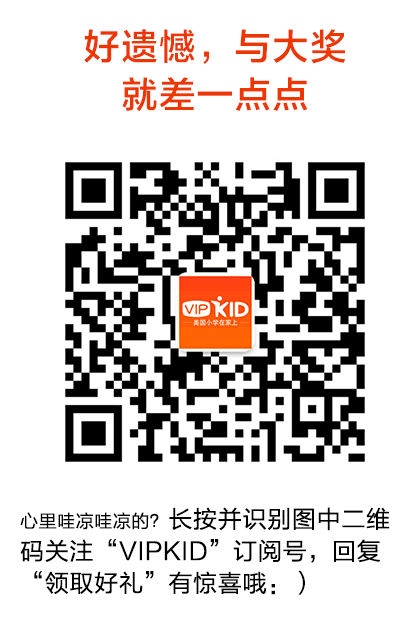 好遗憾，与大奖
就差一点点
VIPKID
美国小学在家上
心里哇凉哇凉的？长按并识别图中二维
码关注“VIPKID”订阅号，回复
“领取好礼”有惊喜哦：）